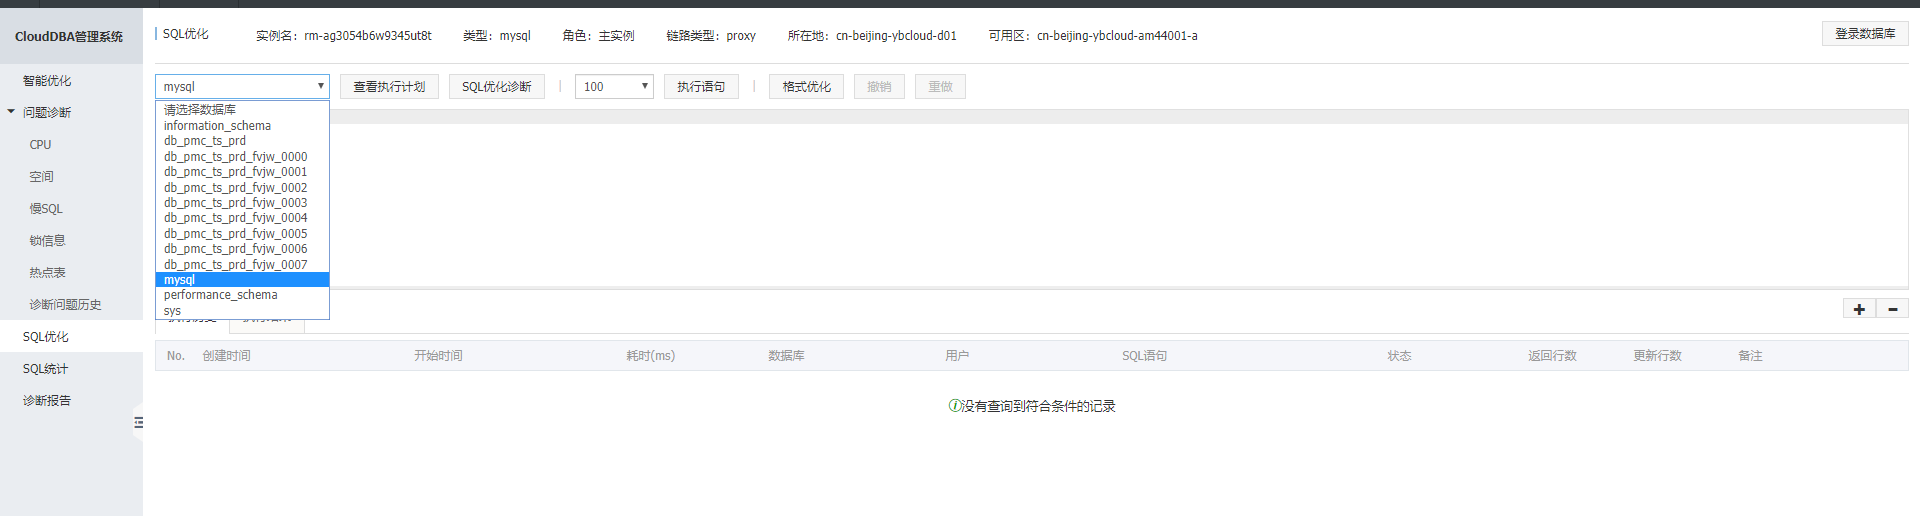 CloudDBA管理系统
智能优化
问题诊断
CPU
空间
慢SQL
锁信息
热点表
诊断问题历史
SQL优化
SQL统计
诊断报告
SQL优化 实例名：rm-ag3054b6w9345ut8t 类型：mysql 角色：主实例 链路类型：proxy 所在地：cn-beijing-ybcloud-d01 可用区：cn-beijing-ybcloud-am44001-a 登录数据库
mysql 查看执行计划 SQL优化诊断 | 100 执行语句 | 格式优化 撤销 重做
请选择数据库
information_schema
db_pmc_ts_prd
db_pmc_ts_prd_fvjw_0000
db_pmc_ts_prd_fvjw_0001
db_pmc_ts_prd_fvjw_0002
db_pmc_ts_prd_fvjw_0003
db_pmc_ts_prd_fvjw_0004
db_pmc_ts_prd_fvjw_0005
db_pmc_ts_prd_fvjw_0006
db_pmc_ts_prd_fvjw_0007
mysql
performance_schema
sys
No. 创建时间 开始时间 耗时(ms) 数据库 用户 SQL语句 状态 返回行数 更新行数 备注
没有查询到符合条件的记录